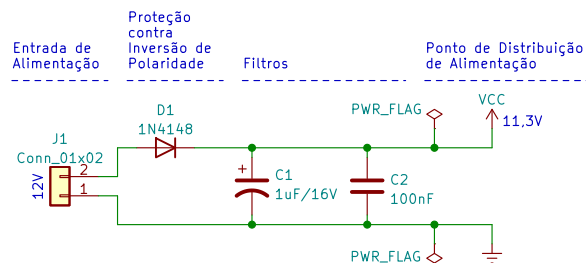 Entrada de
Alimentação
Proteção
contra
Inversão de
Polaridade
Filtros
Ponto de Distribuição
de Alimentação
J1
Conn_01x02
12V
2
1
D1
1N4148
+
C1
1uF/16V
C2
100nF
PWR_FLAG
VCC
11,3V
PWR_FLAG